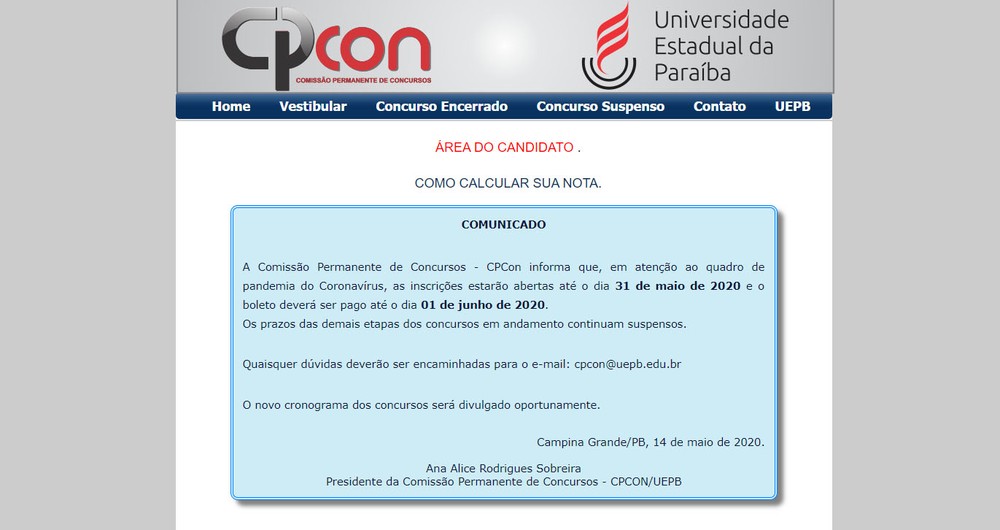 CPcon
COMISSÃO PERMANENTE DE CONCURSOS
Universidade
Estadual da
Paraíba
Home Vestibular Concurso Encerrado Concurso Suspenso Contato UEPB
ÁREA DO CANDIDATO .
COMO CALCULAR SUA NOTA.
COMUNICADO
A Comissão Permanente de Concursos - CPCon informa que, em atenção ao quadro de
pandemia do Coronavírus, as inscrições estarão abertas até o dia 31 de maio de 2020 e o
boleto deverá ser pago até o dia 01 de junho de 2020.
Os prazos das demais etapas dos concursos em andamento continuam suspensos.
Quaisquer dúvidas deverão ser encaminhadas para o e-mail: cpcon@uepb.edu.br
O novo cronograma dos concursos será divulgado oportunamente.
Campina Grande/PB, 14 de maio de 2020.
Ana Alice Rodrigues Sobreira
Presidente da Comissão Permanente de Concursos - CPCON/UEPB